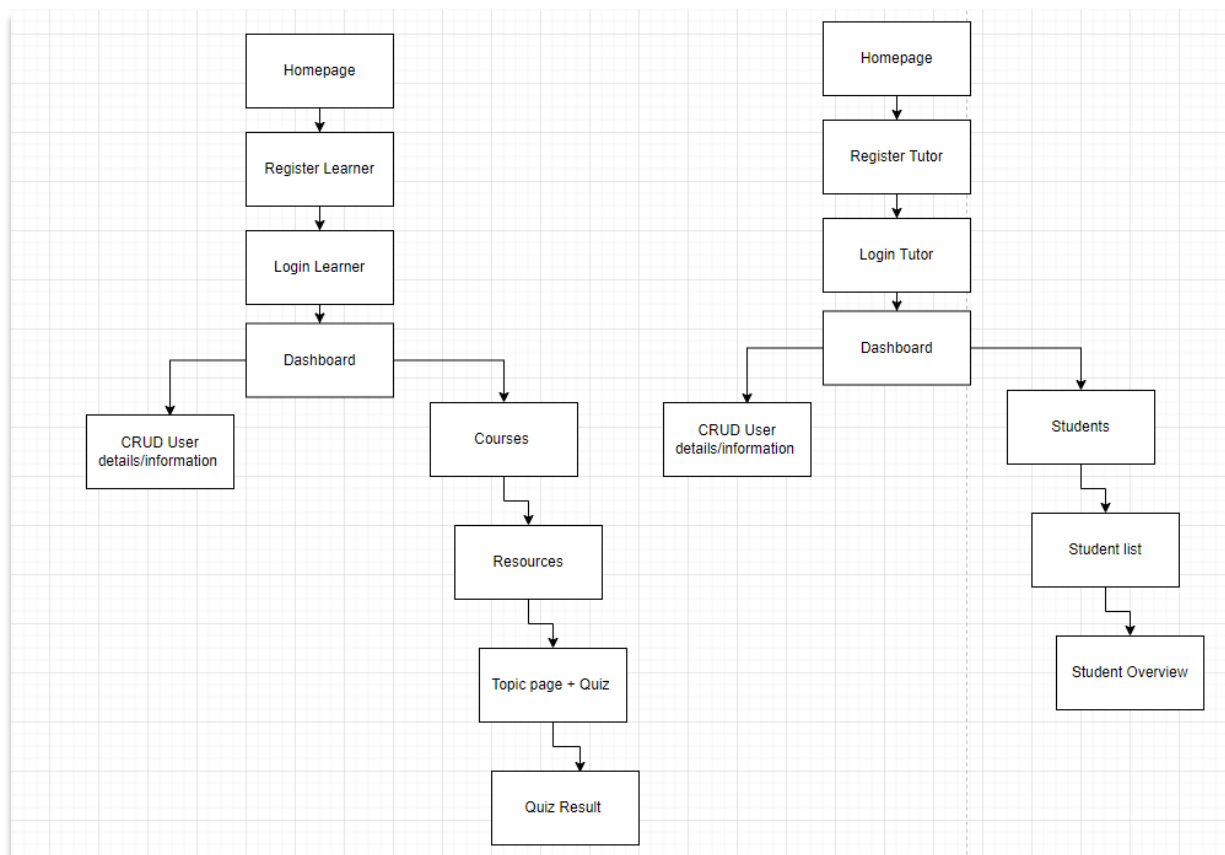 Homepage
Register Learner
Login Learner
Dashboard
CRUD User
details/information
Courses
Resources
Topic page + Quiz
Quiz Result
Homepage
Register Tutor
Login Tutor
Dashboard
CRUD User
details/information
Students
Student list
Student Overview